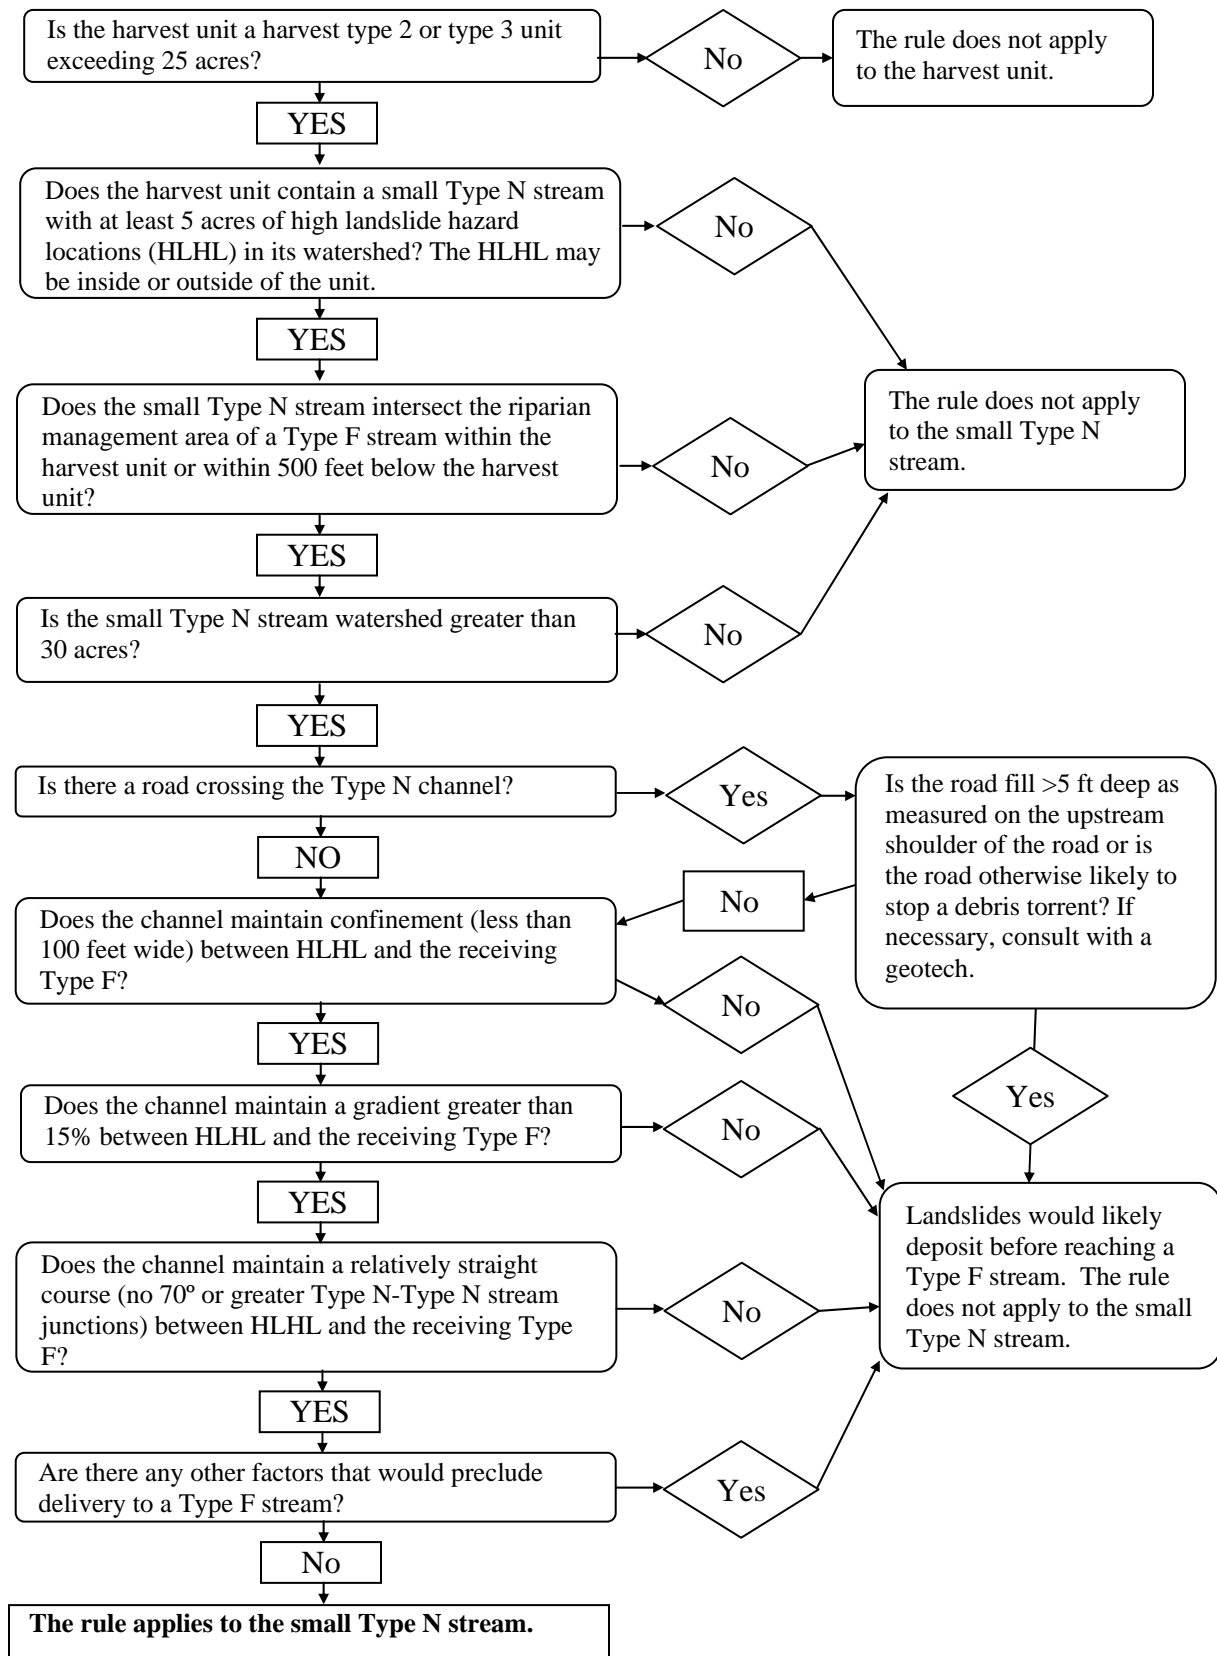 Is the harvest unit a harvest type 2 or type 3 unit
exceeding 25 acres?
No
The rule does not apply
to the harvest unit.
YES
Does the harvest unit contain a small Type N stream
with at least 5 acres of high landslide hazard
locations (HLHL) in its watershed? The HLHL may
be inside or outside of the unit.
No
YES
Does the small Type N stream intersect the riparian
management area of a Type F stream within the
harvest unit or within 500 feet below the harvest
unit?
No
The rule does not apply
to the small Type N
stream.
YES
Is the small Type N stream watershed greater than
30 acres?
No
YES
Is there a road crossing the Type N channel?
Yes
Is the road fill >5 ft deep as
measured on the upstream
shoulder of the road or is
the road otherwise likely to
stop a debris torrent? If
necessary, consult with a
geotech.
NO
No
Does the channel maintain confinement (less than
100 feet wide) between HLHL and the receiving
Type F?
No
YES
Yes
Does the channel maintain a gradient greater than
15% between HLHL and the receiving Type F?
No
YES
Landslides would likely
deposit before reaching a
Type F stream.  The rule
does not apply to the small
Type N stream.
Does the channel maintain a relatively straight
course (no 70º or greater Type N-Type N stream
junctions) between HLHL and the receiving Type
F?
No
YES
Are there any other factors that would preclude
delivery to a Type F stream?
Yes
No
The rule applies to the small Type N stream.